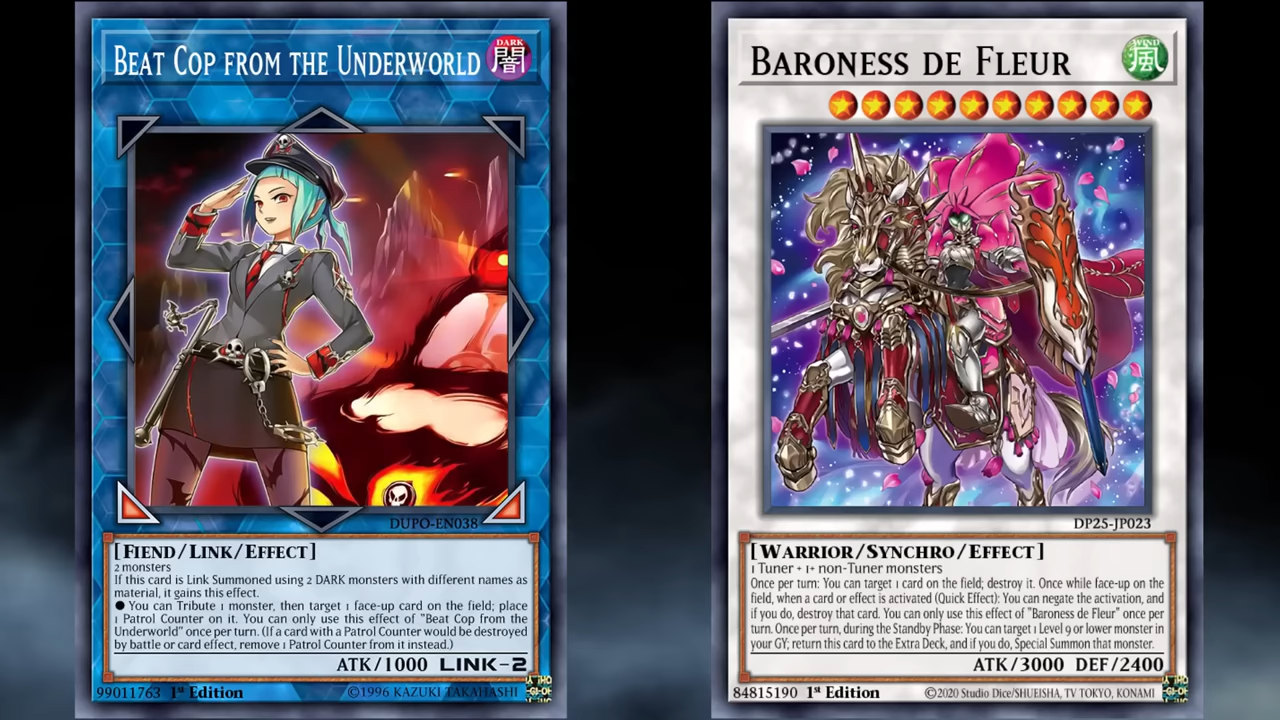 BEAT COP FROM THE UNDERWORLD
DARK
闇
DUPO-EN038
[FIEND/LINK/EFFECT]
2 monsters
If this card is Link Summoned using 2 DARK monsters with different names as
material, it gains this effect.
● You can Tribute 1 monster, then target 1 face-up card on the field; place
1 Patrol Counter on it. You can only use this effect of "Beat Cop from the
Underworld" once per turn. (If a card with a Patrol Counter would be destroyed
by battle or card effect, remove 1 Patrol Counter from it instead.)
ATK/1000 LINK-2
99011763 1st Edition ©1996 KAZUKI TAKAHASHI
BARONESS DE FLEUR
WIND
風
DP25-JP023
[WARRIOR/SYNCHRO/EFFECT]
1 Tuner + 1+ non-Tuner monsters
Once per turn: You can target 1 card on the field; destroy it. Once while face-up on the
field, when a card or effect is activated (Quick Effect): You can negate the activation, and
if you do, destroy that card. You can only use this effect of "Baroness de Fleur" once per
turn. Once per turn, during the Standby Phase: You can target 1 Level 9 or lower monster in
your GY; return this card to the Extra Deck, and if you do, Special Summon that monster.
ATK/3000 DEF/2400
84815190 1st Edition ©2020 Studio Dice/SHUEISHA, TV TOKYO, KONAMI